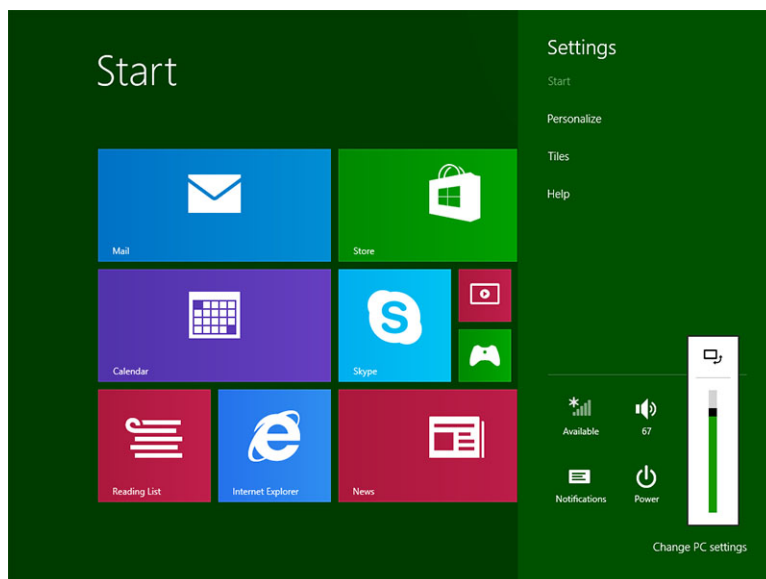 Start
Mail
Store
Calendar
Skype
Reading List
Internet Explorer
News
Settings
Start
Personalize
Tiles
Help
Available
67
Notifications
Power
Change PC settings